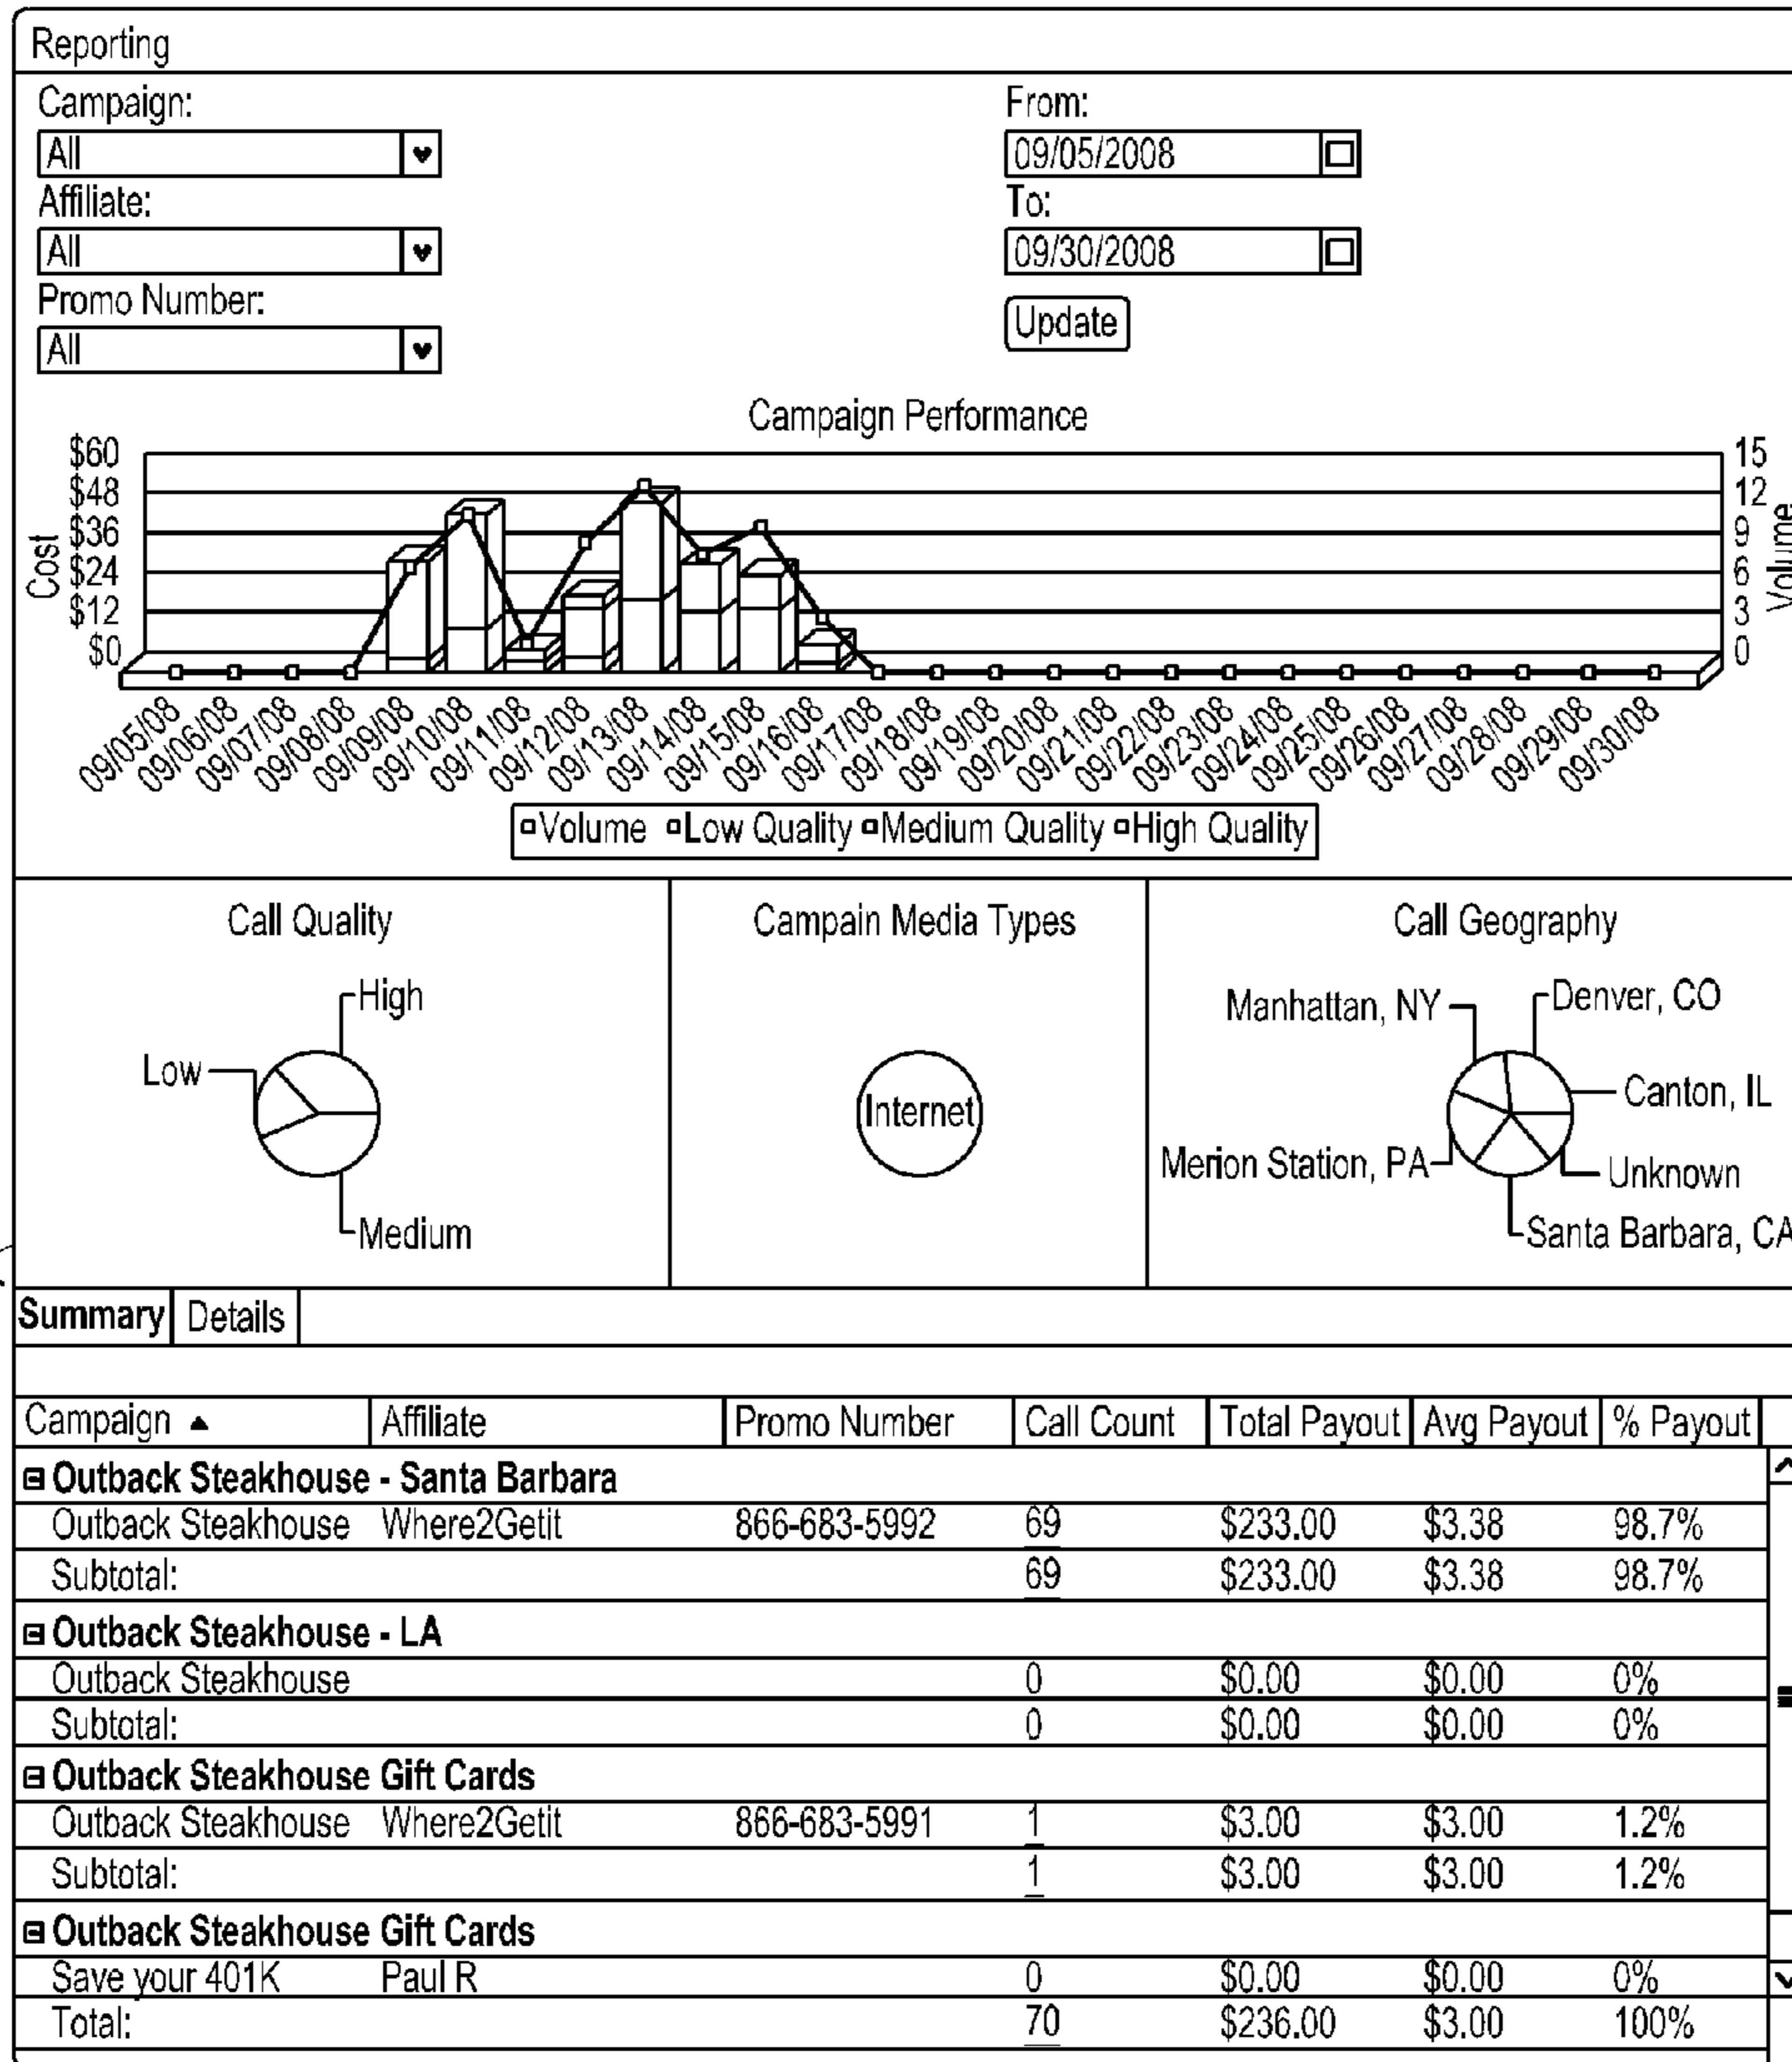 Reporting
Campaign:
All
Affiliate:
All
Promo Number:
All
From:
09/05/2008
To:
09/30/2008
Update
Campaign Performance
$60
$48
$36
$24
$12
$0
Cost
15
12
9
6
3
0
Volume
09/05/08
09/06/08
09/07/08
09/08/08
09/09/08
09/10/08
09/11/08
09/12/08
09/13/08
09/14/08
09/15/08
09/16/08
09/17/08
09/18/08
09/19/08
09/20/08
09/21/08
09/22/08
09/23/08
09/24/08
09/25/08
09/26/08
09/27/08
09/28/08
09/29/08
09/30/08
Volume Low Quality Medium Quality High Quality
Call Quality
High
Low
Medium
Campain Media Types
Internet
Call Geography
Manhattan, NY
Denver, CO
Canton, IL
Merion Station, PA
Unknown
Santa Barbara, CA
Summary Details
Campaign Affiliate Promo Number Call Count Total Payout Avg Payout % Payout
Outback Steakhouse - Santa Barbara
Outback Steakhouse Where2Getit 866-683-5992 69 $233.00 $3.38 98.7%
Subtotal: 69 $233.00 $3.38 98.7%
Outback Steakhouse - LA
Outback Steakhouse 0 $0.00 $0.00 0%
Subtotal: 0 $0.00 $0.00 0%
Outback Steakhouse Gift Cards
Outback Steakhouse Where2Getit 866-683-5991 1 $3.00 $3.00 1.2%
Subtotal: 1 $3.00 $3.00 1.2%
Outback Steakhouse Gift Cards
Save your 401K Paul R 0 $0.00 $0.00 0%
Total: 70 $236.00 $3.00 100%